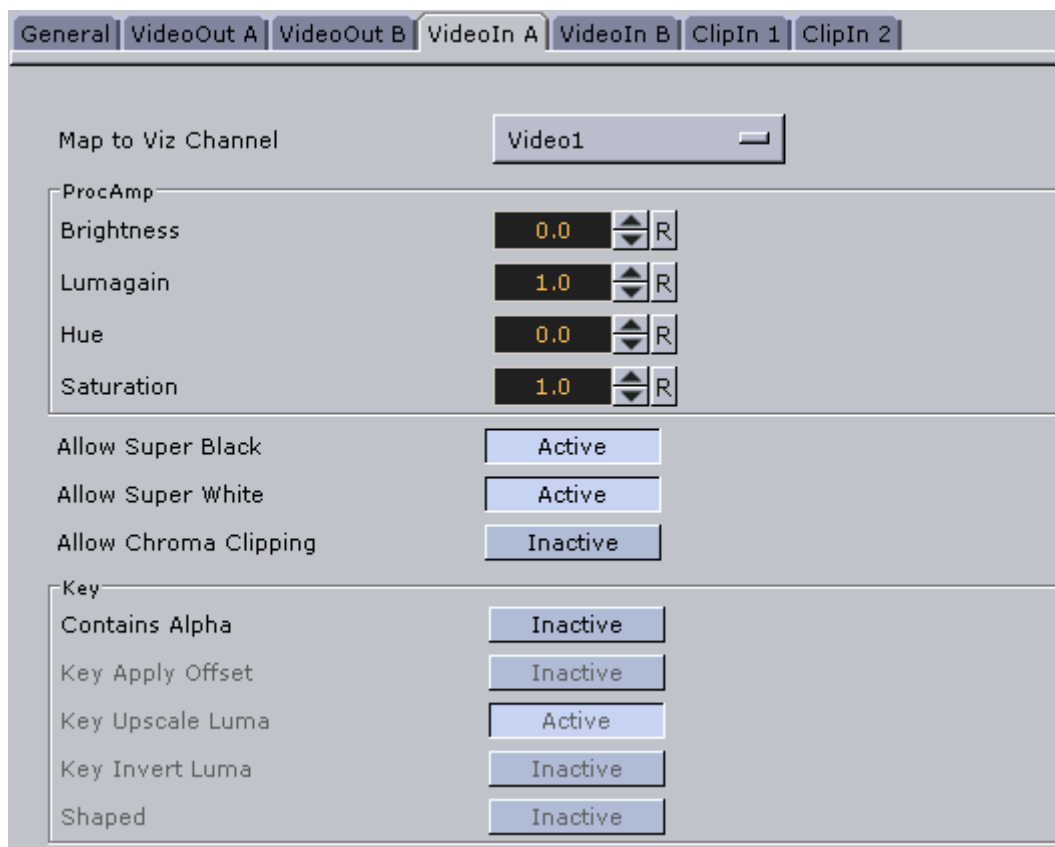 General VideoOut A VideoOut B VideoIn A VideoIn B ClipIn 1 ClipIn 2
Map to Viz Channel Video1
ProcAmp
Brightness 0.0 R
Lumagain 1.0 R
Hue 0.0 R
Saturation 1.0 R
Allow Super Black Active
Allow Super White Active
Allow Chroma Clipping Inactive
Key
Contains Alpha Inactive
Key Apply Offset Inactive
Key Upscale Luma Active
Key Invert Luma Inactive
Shaped Inactive